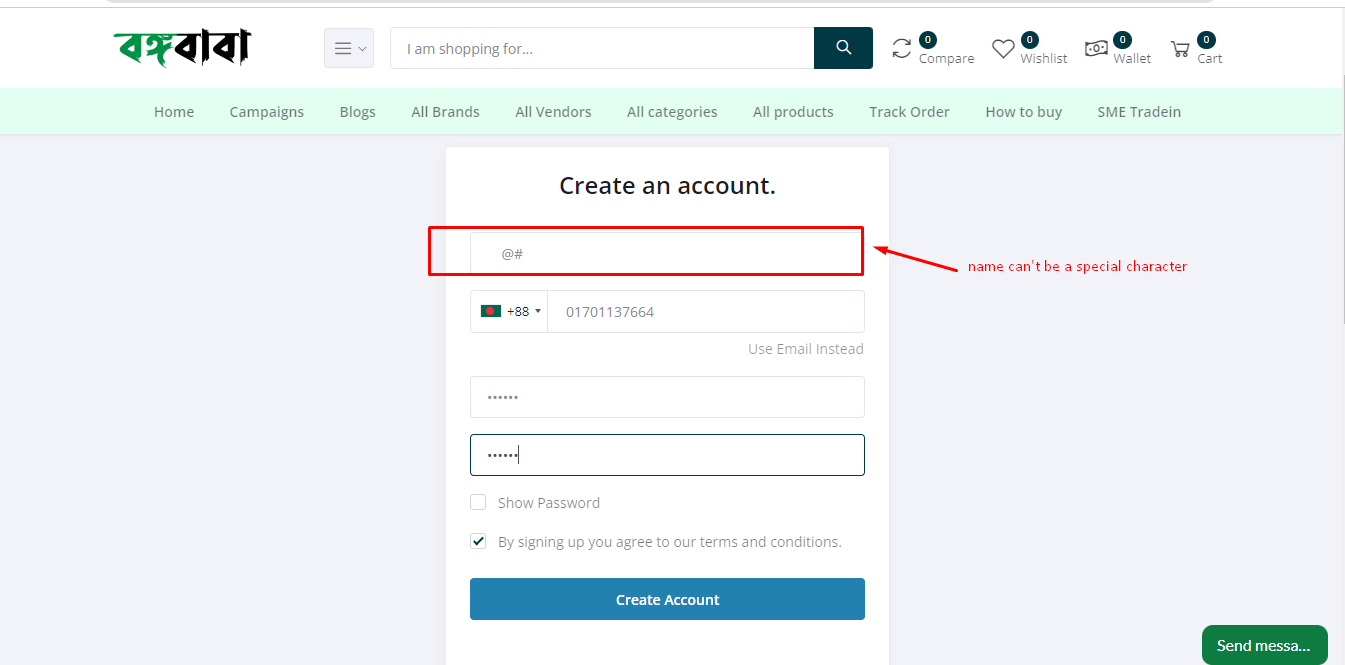 বঙ্গবাবা
I am shopping for...
0
Compare
0
Wishlist
0
Wallet
0
Cart
Home Campaigns Blogs All Brands All Vendors All categories All products Track Order How to buy SME Tradein
Create an account.
@#
name can't be a special character
+88 01701137664
Use Email Instead
••••••
••••••
Show Password
By signing up you agree to our terms and conditions.
Create Account
Send messa...